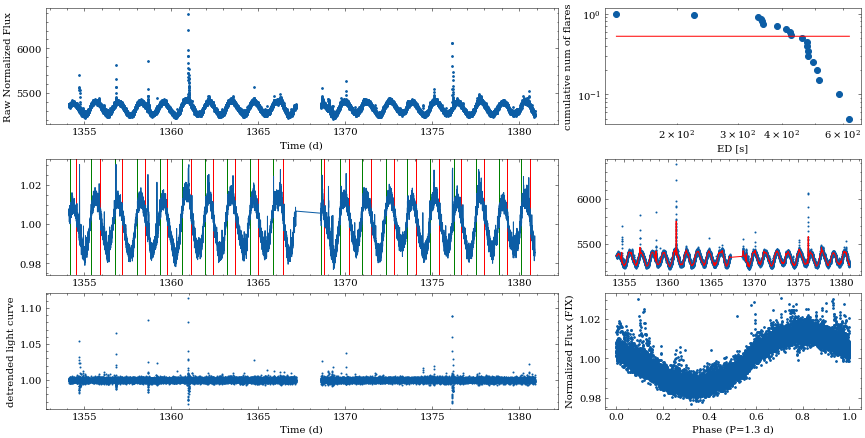 Raw Normalized Flux
6000
5500
1355 1360 1365 1370 1375 1380
Time (d)
cumulative num of flares
10⁰
10⁻¹
2 × 10² 3 × 10² 4 × 10² 6 × 10²
ED [s]
1.02
1.00
0.98
1355 1360 1365 1370 1375 1380
6000
5500
1355 1360 1365 1370 1375 1380
detrended light curve
1.10
1.05
1.00
1355 1360 1365 1370 1375 1380
Time (d)
Normalized Flux (FIX)
1.02
1.00
0.98
0.0 0.2 0.4 0.6 0.8 1.0
Phase (P=1.3 d)